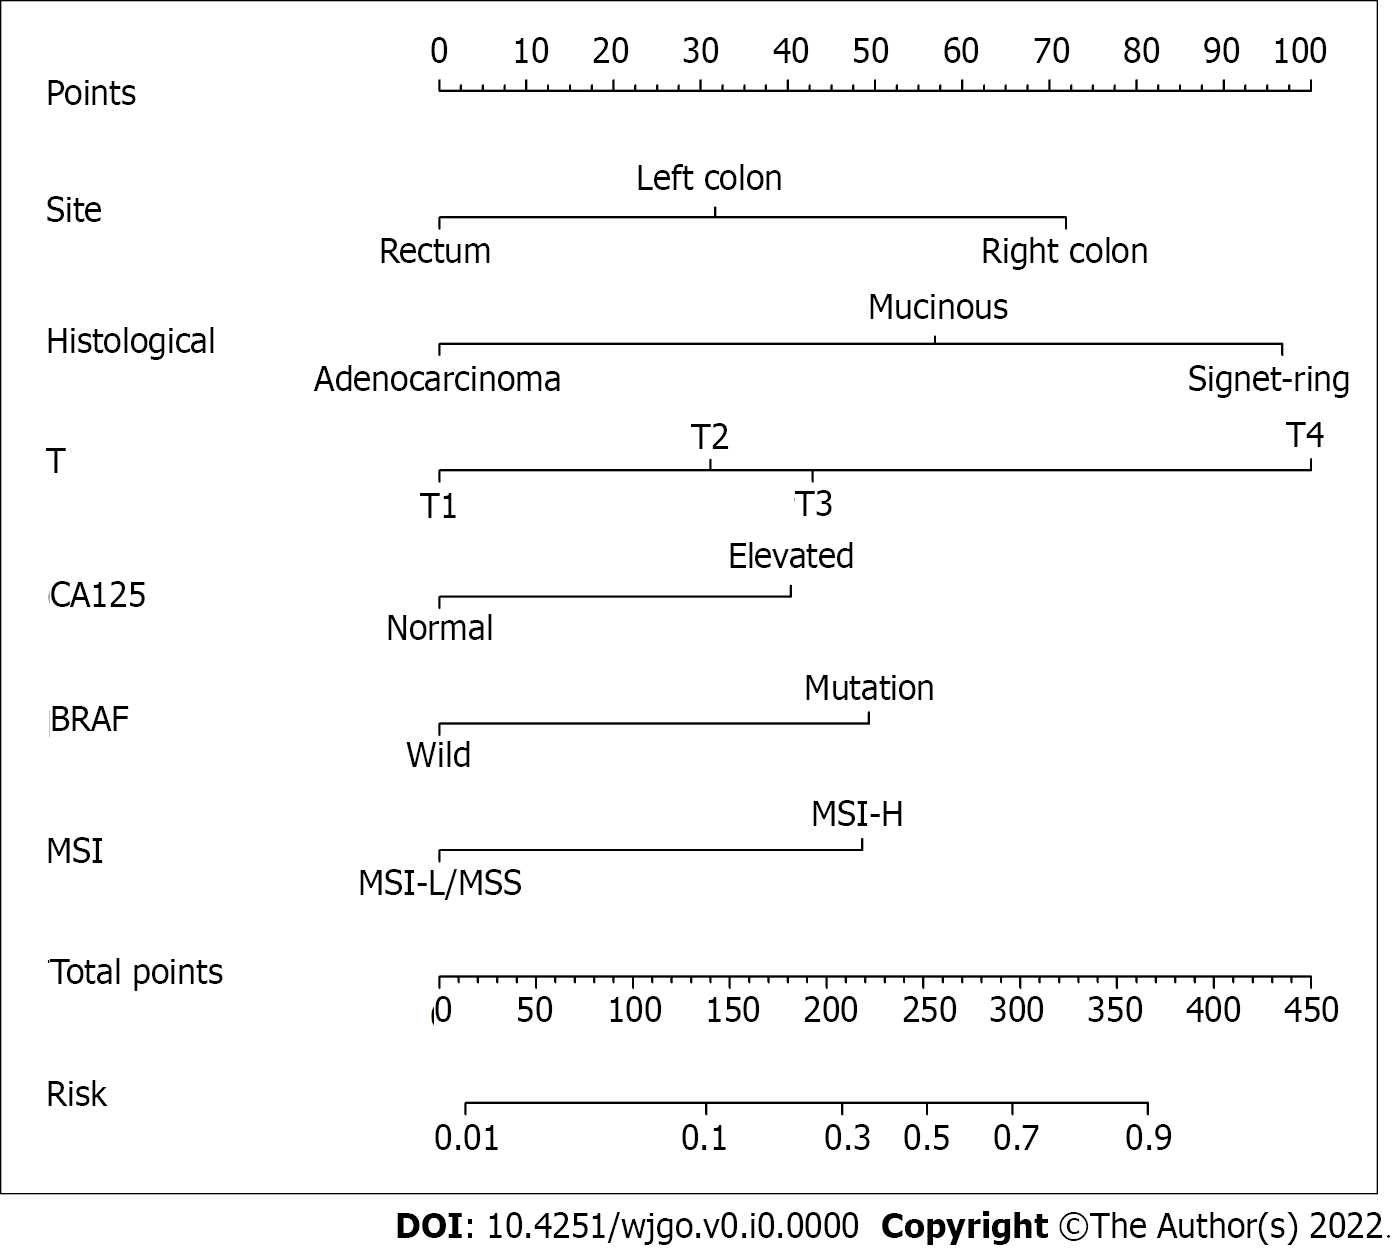 0 10 20 30 40 50 60 70 80 90 100
Points
Left colon
Site
Rectum Right colon
Mucinous
Histological
Adenocarcinoma Signet-ring
T2 T4
T
T1 T3
Elevated
CA125
Normal
Mutation
BRAF
Wild
MSI-H
MSI
MSI-L/MSS
Total points
0 50 100 150 200 250 300 350 400 450
Risk
0.01 0.1 0.3 0.5 0.7 0.9
DOI: 10.4251/wjgo.v0.i0.0000 Copyright ©The Author(s) 2022.